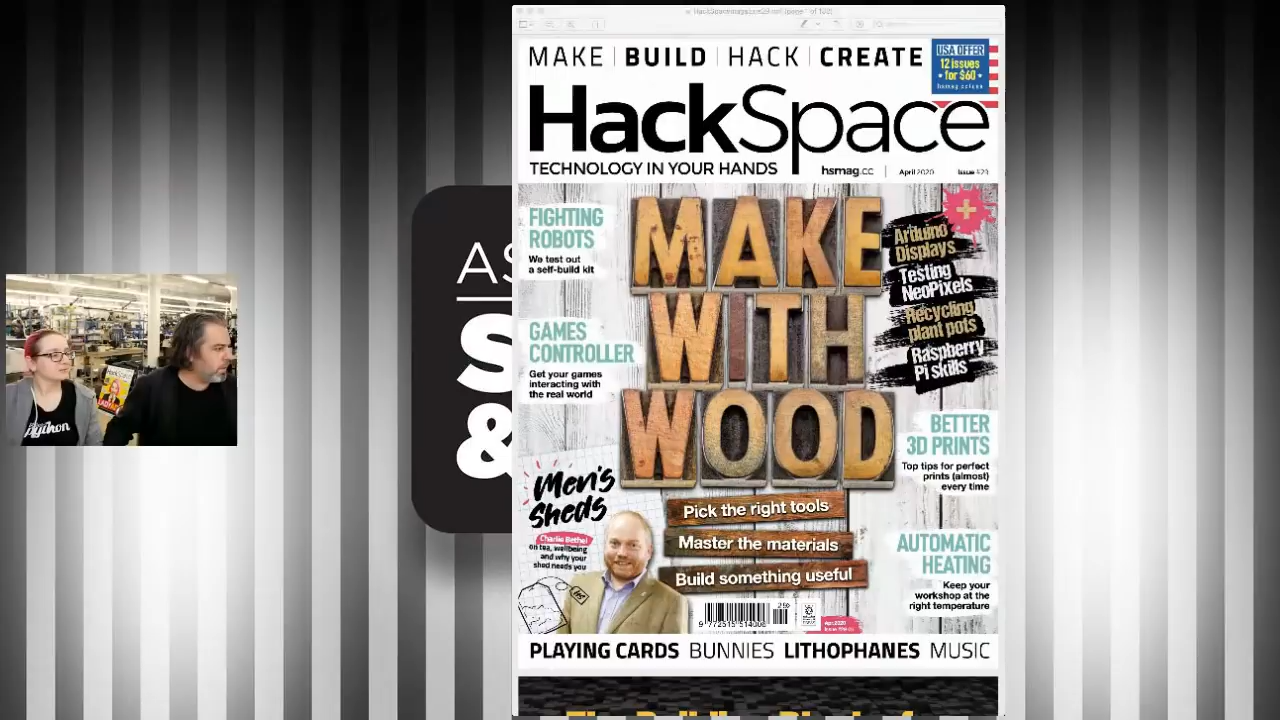 MAKE | BUILD | HACK | CREATE
USA OFFER
12 issues
for $60
HackSpace
TECHNOLOGY IN YOUR HANDS
hsmag.cc | April 2020 Issue #29
FIGHTING
ROBOTS
We test out
a self-build kit
GAMES
CONTROLLER
Get your games
interacting with
the real world
MAKE
WITH
WOOD
+
Arduino
Displays
Testing
NeoPixels
Recycling
plant pots
Raspberry
Pi skills
BETTER
3D PRINTS
Top tips for perfect
prints (almost)
every time
Men's
Sheds
Charlie Bethel
on tea, wellbeing
and why your
shed needs you
Pick the right tools
Master the materials
Build something useful
AUTOMATIC
HEATING
Keep your
workshop at the
right temperature
PLAYING CARDS BUNNIES LITHOPHANES MUSIC
AS
S
&
HackSpace